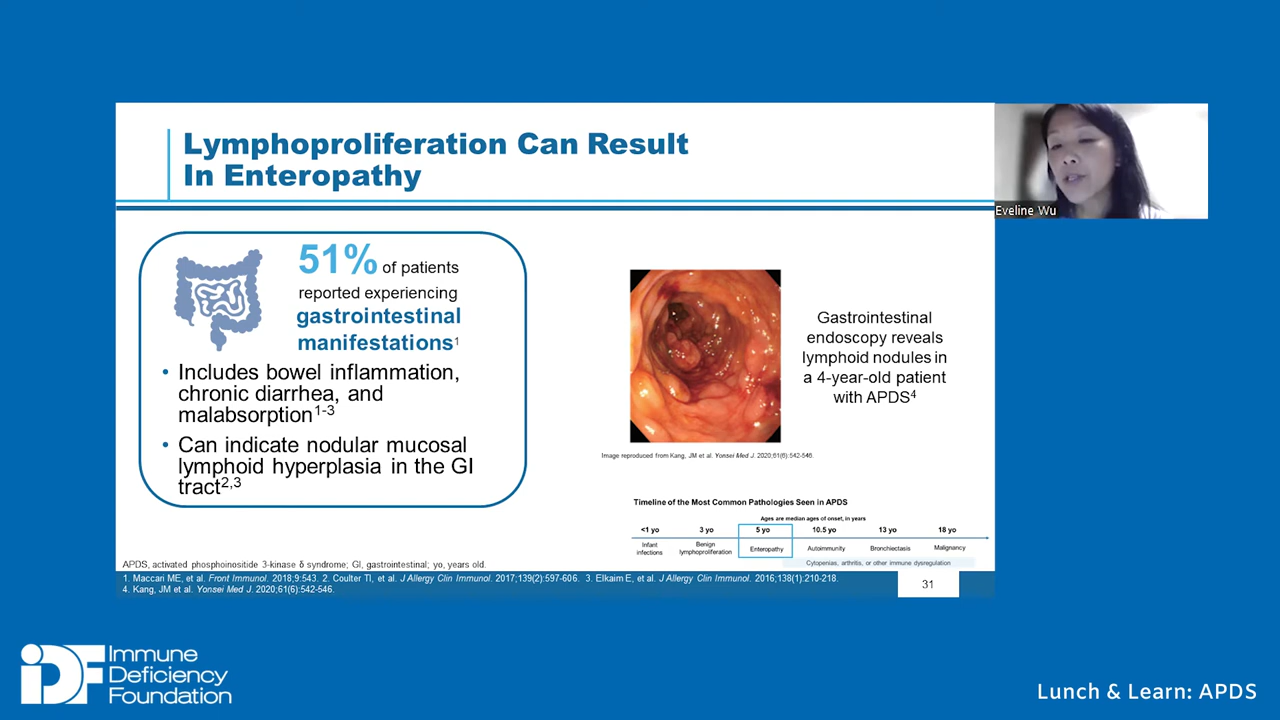 Lymphoproliferation Can Result
In Enteropathy
Eveline Wu
51% of patients
reported experiencing
gastrointestinal
manifestations1
• Includes bowel inflammation,
chronic diarrhea, and
malabsorption1-3
• Can indicate nodular mucosal
lymphoid hyperplasia in the GI
tract2,3
Gastrointestinal
endoscopy reveals
lymphoid nodules in
a 4-year-old patient
with APDS4
Image reproduced from Kang, JM et al. Yonsei Med J. 2020;61(6):542-546.
Timeline of the Most Common Pathologies Seen in APDS
Ages are median ages of onset, in years
<1 yo 3 yo 5 yo 10.5 yo 13 yo 18 yo
Infant
infections
Benign
lymphoproliferation
Enteropathy
Autoimmunity
Bronchiectasis
Malignancy
Cytopenias, arthritis, or other immune dysregulation
APDS, activated phosphoinositide 3-kinase δ syndrome; GI, gastrointestinal; yo, years old.
1. Maccari ME, et al. Front Immunol. 2018;9:543. 2. Coulter TI, et al. J Allergy Clin Immunol. 2017;139(2):597-606. 3. Elkaim E, et al. J Allergy Clin Immunol. 2016;138(1):210-218.
4. Kang, JM et al. Yonsei Med J. 2020;61(6):542-546.
31
iDF Immune
Deficiency
Foundation
Lunch & Learn: APDS